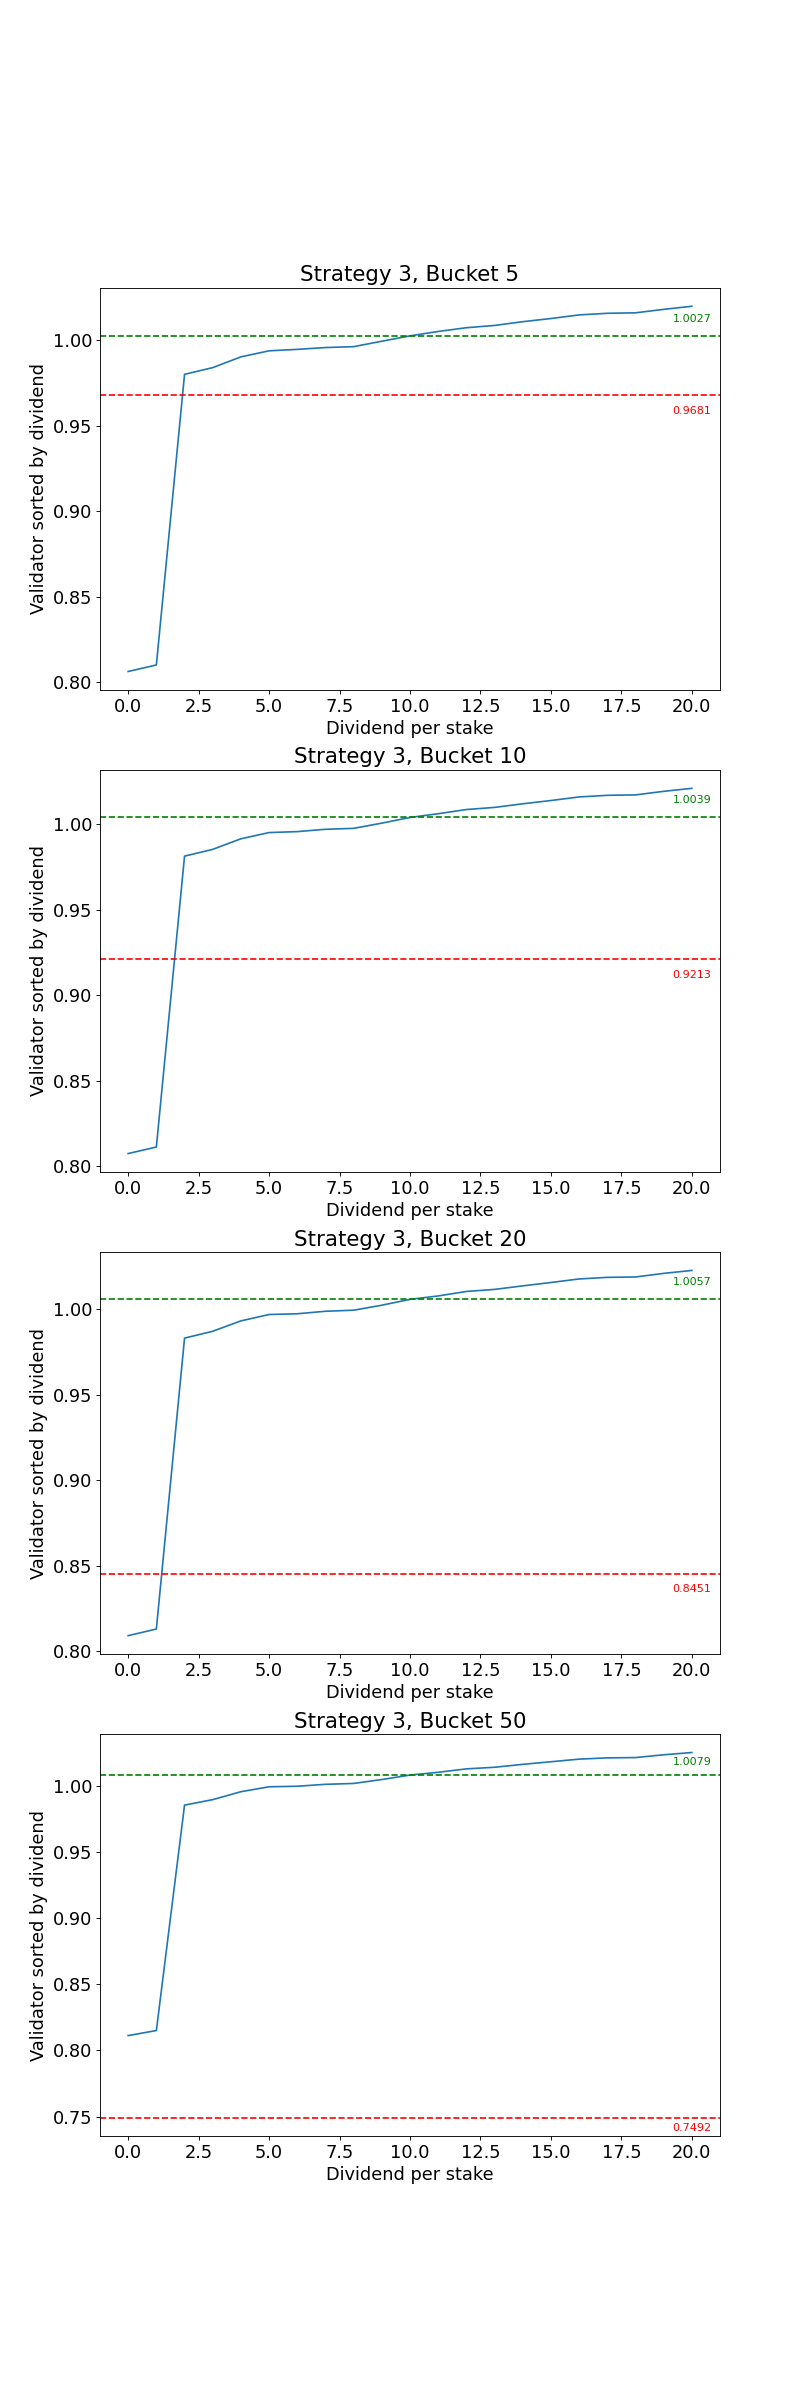 Strategy 3, Bucket 5
1.0027
1.00
0.9681
0.95
0.90
0.85
0.80
Validator sorted by dividend
0.0 2.5 5.0 7.5 10.0 12.5 15.0 17.5 20.0
Dividend per stake
Strategy 3, Bucket 10
1.0039
1.00
0.95
0.9213
0.90
0.85
0.80
Validator sorted by dividend
0.0 2.5 5.0 7.5 10.0 12.5 15.0 17.5 20.0
Dividend per stake
Strategy 3, Bucket 20
1.0057
1.00
0.95
0.90
0.85
0.8451
0.80
Validator sorted by dividend
0.0 2.5 5.0 7.5 10.0 12.5 15.0 17.5 20.0
Dividend per stake
Strategy 3, Bucket 50
1.0079
1.00
0.95
0.90
0.85
0.80
0.75
0.7492
Validator sorted by dividend
0.0 2.5 5.0 7.5 10.0 12.5 15.0 17.5 20.0
Dividend per stake